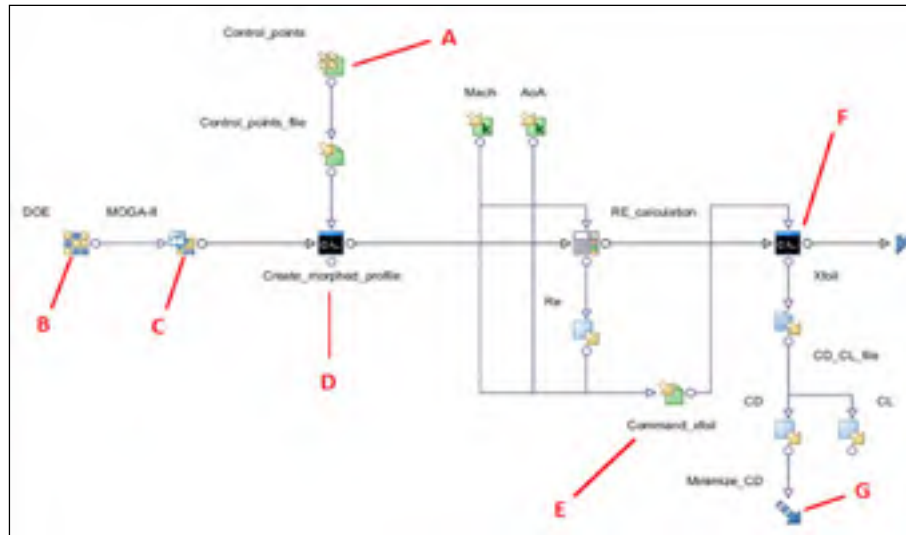 Control_points
A
Mach
AoA
Control_points_file
F
DOE
MOGA-II
RE_calculation
Create_morphed_profile
Xfoil
B
C
Re
D
CD_CL_file
CD
CL
Command_xfoil
Minimize_CD
E
G